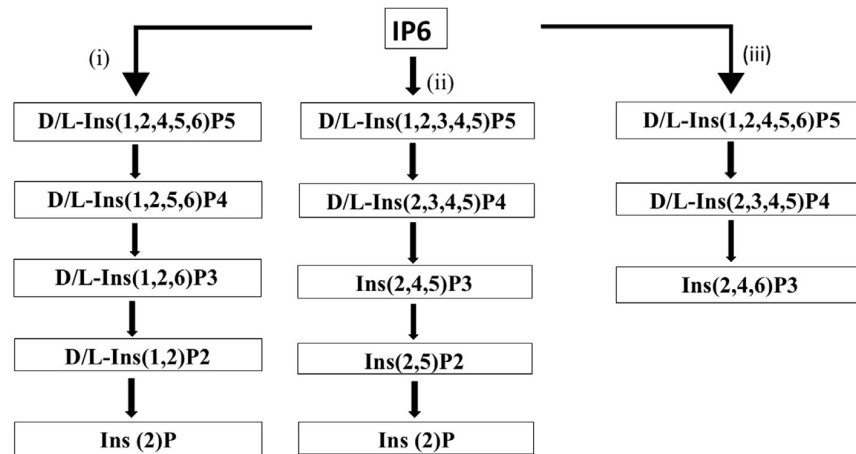 IP6
(i)
(ii)
(iii)
D/L-Ins(1,2,4,5,6)P5
D/L-Ins(1,2,3,4,5)P5
D/L-Ins(1,2,4,5,6)P5
D/L-Ins(1,2,5,6)P4
D/L-Ins(2,3,4,5)P4
D/L-Ins(2,3,4,5)P4
D/L-Ins(1,2,6)P3
Ins(2,4,5)P3
Ins(2,4,6)P3
D/L-Ins(1,2)P2
Ins(2,5)P2
Ins (2)P
Ins (2)P